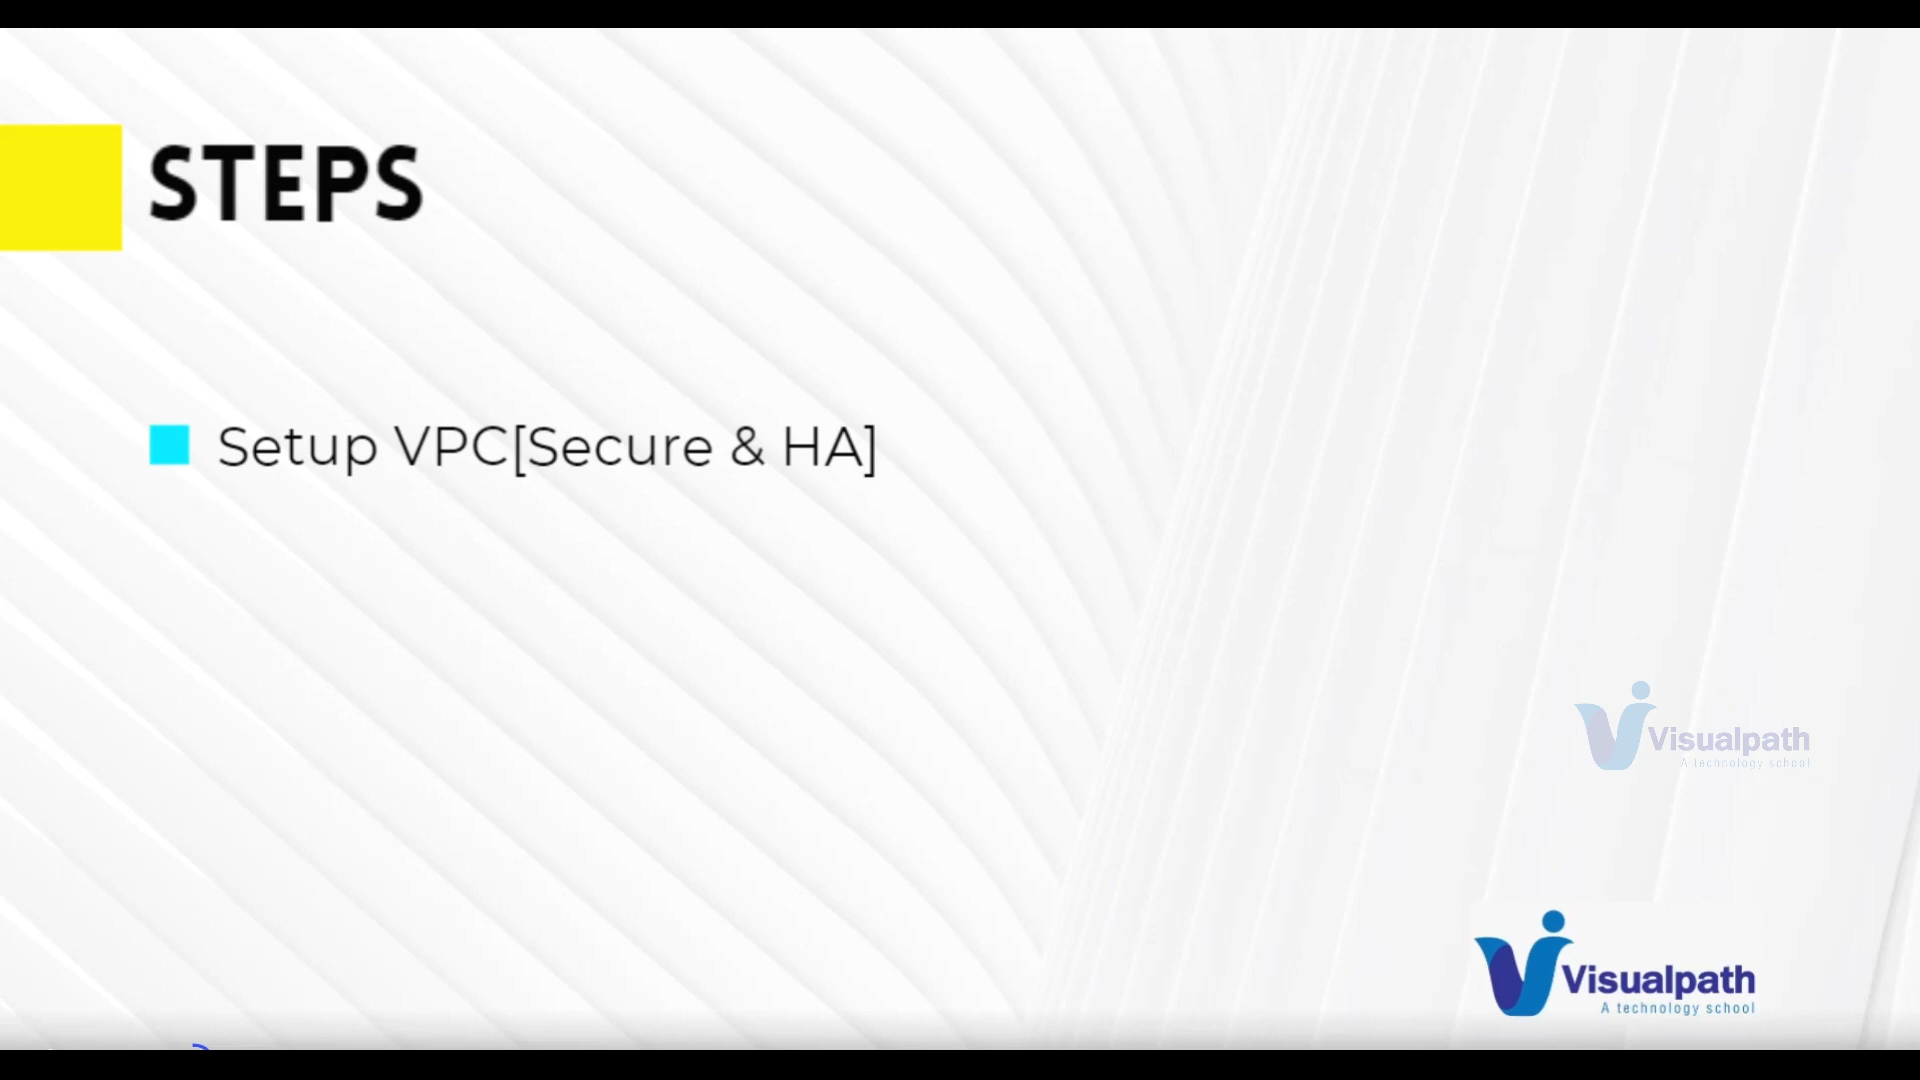 STEPS
Setup VPC[Secure & HA]
Visualpath
A technology school
Visualpath
A technology school